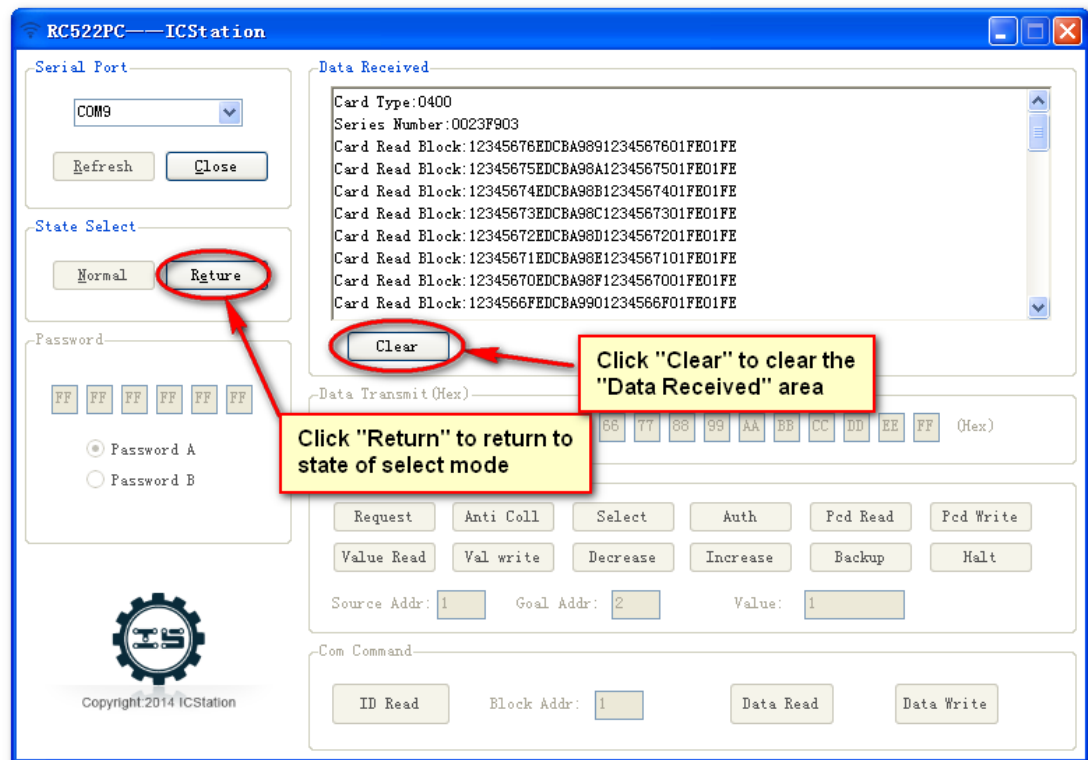 RC522PC——ICStation
Serial Port
COM9
Refresh Close
State Select
Normal Reture
Password
FF FF FF FF FF FF
Password A
Password B
IS
Copyright:2014 ICStation
Data Received
Card Type:0400
Series Number:0023F903
Card Read Block:12345676EDCBA9891234567601FE01FE
Card Read Block:12345675EDCBA98A1234567501FE01FE
Card Read Block:12345674EDCBA98B1234567401FE01FE
Card Read Block:12345673EDCBA98C1234567301FE01FE
Card Read Block:12345672EDCBA98D1234567201FE01FE
Card Read Block:12345671EDCBA98E1234567101FE01FE
Card Read Block:12345670EDCBA98F1234567001FE01FE
Card Read Block:1234566FEDCBA9901234566F01FE01FE
Clear
Click "Clear" to clear the
"Data Received" area
Click "Return" to return to
state of select mode
Data Transmit(Hex)
66 77 88 99 AA BB CC DD EE FF (Hex)
Request Anti Coll Select Auth Pcd Read Pcd Write
Value Read Val write Decrease Increase Backup Halt
Source Addr: 1 Goal Addr: 2 Value: 1
Com Command
ID Read Block Addr: 1 Data Read Data Write